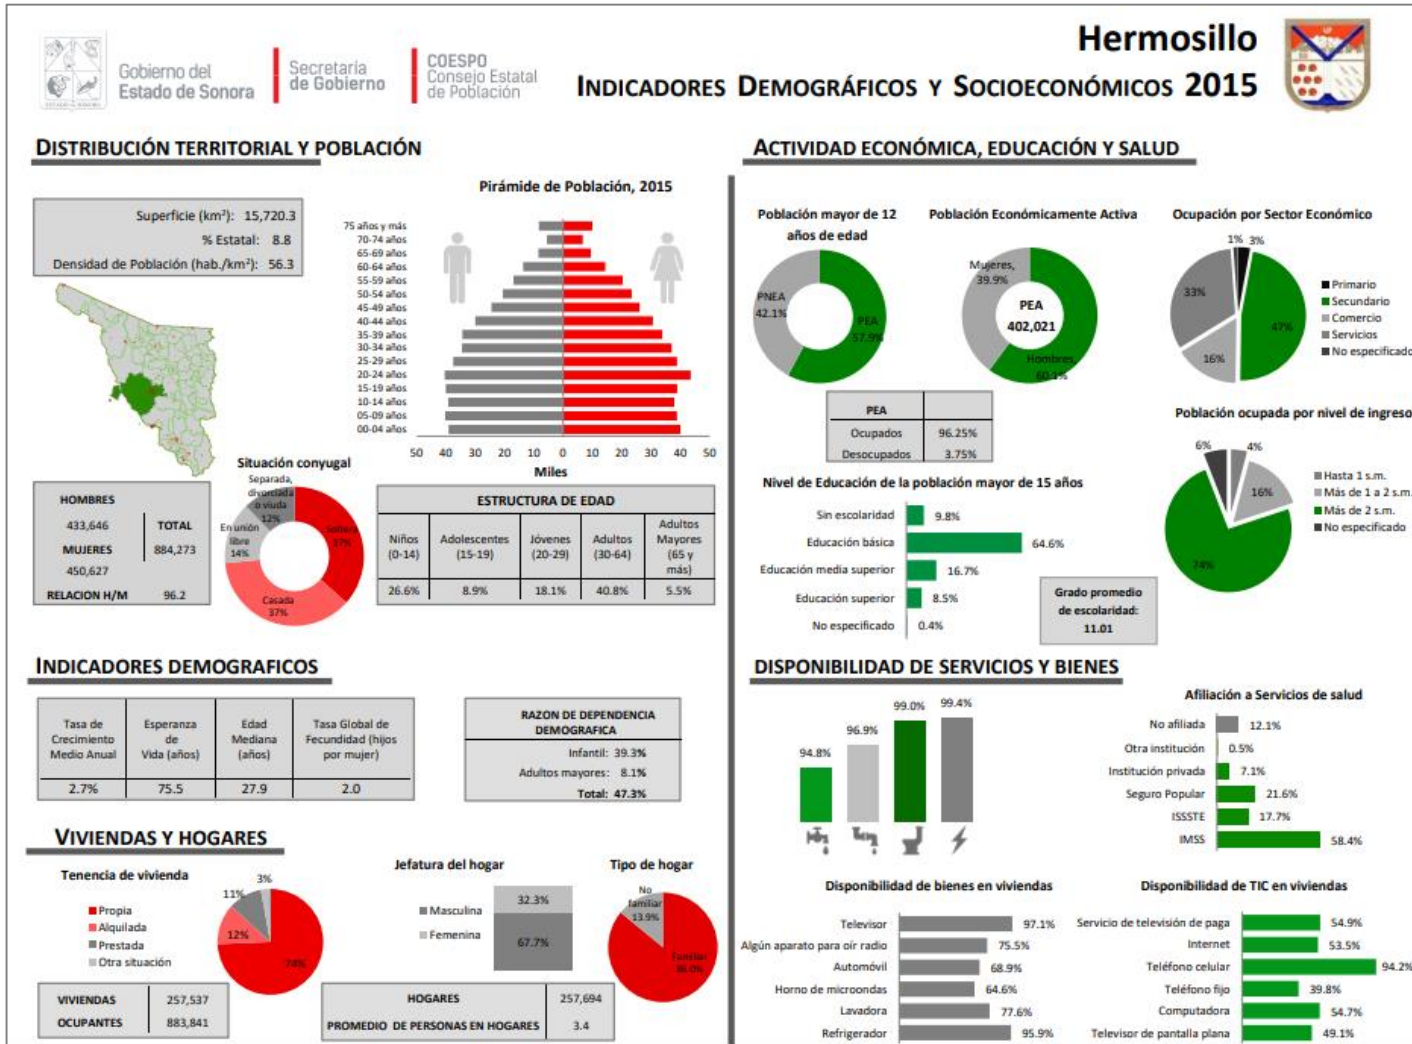 Gobierno del
Estado de Sonora
Secretaría
de Gobierno
COESPO
Consejo Estatal
de Población
Hermosillo
INDICADORES DEMOGRÁFICOS Y SOCIOECONÓMICOS 2015
DISTRIBUCIÓN TERRITORIAL Y POBLACIÓN
Superficie (km²): 15,720.3
% Estatal: 8.8
Densidad de Población (hab./km²): 56.3
Pirámide de Población, 2015
75 años y más
70-74 años
65-69 años
60-64 años
55-59 años
50-54 años
45-49 años
40-44 años
35-39 años
30-34 años
25-29 años
20-24 años
15-19 años
10-14 años
05-09 años
00-04 años
50 40 30 20 10 0 10 20 30 40 50
Miles
HOMBRES
433,646 TOTAL
MUJERES 884,273
450,627
RELACION H/M 96.2
Situación conyugal
Separada,
divorciada
o viuda
12%
En unión
libre
14%
Soltera
37%
Casada
37%
ESTRUCTURA DE EDAD
Niños (0-14) Adolescentes (15-19) Jóvenes (20-29) Adultos (30-64) Adultos Mayores (65 y más)
26.6% 8.9% 18.1% 40.8% 5.5%
INDICADORES DEMOGRAFICOS
Tasa de Crecimiento Medio Anual Esperanza de Vida (años) Edad Mediana (años) Tasa Global de Fecundidad (hijos por mujer)
2.7% 75.5 27.9 2.0
RAZON DE DEPENDENCIA
DEMOGRAFICA
Infantil: 39.3%
Adultos mayores: 8.1%
Total: 47.3%
VIVIENDAS Y HOGARES
Tenencia de vivienda
Propia
Alquilada
Prestada
Otra situación
3%
11%
12%
74%
VIVIENDAS 257,537
OCUPANTES 883,841
Jefatura del hogar
Masculina
Femenina
32.3%
67.7%
Tipo de hogar
No
familiar
13.9%
Familiar
86.0%
HOGARES 257,694
PROMEDIO DE PERSONAS EN HOGARES 3.4
ACTIVIDAD ECONÓMICA, EDUCACIÓN Y SALUD
Población mayor de 12
años de edad
PNEA
42.1%
PEA
57.9%
Población Económicamente Activa
Mujeres,
39.9%
PEA
402,021
Hombres,
60.1%
Ocupación por Sector Económico
1% 3%
33%
47%
16%
Primario
Secundario
Comercio
Servicios
No especificado
PEA
Ocupados 96.25%
Desocupados 3.75%
Nivel de Educación de la población mayor de 15 años
Sin escolaridad 9.8%
Educación básica 64.6%
Educación media superior 16.7%
Educación superior 8.5%
No especificado 0.4%
Grado promedio
de escolaridad:
11.01
Población ocupada por nivel de ingreso
6% 4%
16%
74%
Hasta 1 s.m.
Más de 1 a 2 s.m.
Más de 2 s.m.
No especificado
DISPONIBILIDAD DE SERVICIOS Y BIENES
94.8% 96.9% 99.0% 99.4%
Afiliación a Servicios de salud
No afiliada 12.1%
Otra institución 0.5%
Institución privada 7.1%
Seguro Popular 21.6%
ISSSTE 17.7%
IMSS 58.4%
Disponibilidad de bienes en viviendas
Televisor 97.1%
Algún aparato para oír radio 75.5%
Automóvil 68.9%
Horno de microondas 64.6%
Lavadora 77.6%
Refrigerador 95.9%
Disponibilidad de TIC en viviendas
Servicio de televisión de paga 54.9%
Internet 53.5%
Teléfono celular 94.2%
Teléfono fijo 39.8%
Computadora 54.7%
Televisor de pantalla plana 49.1%